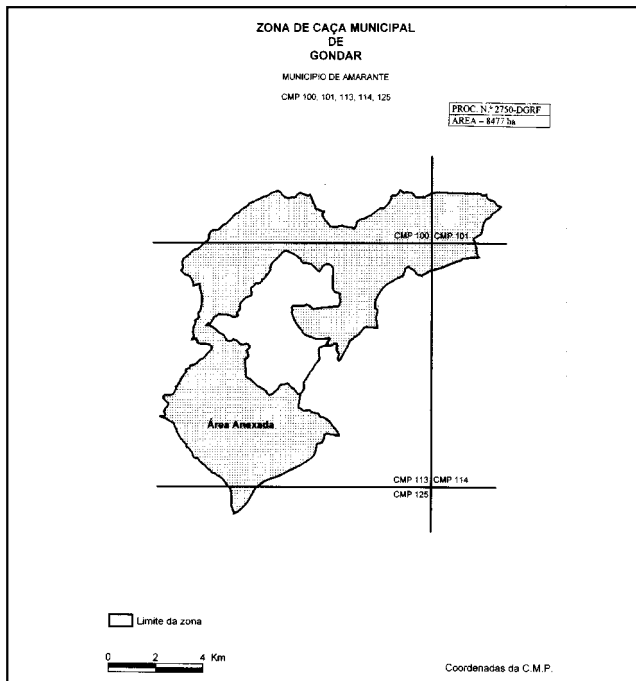 ZONA DE CAÇA MUNICIPAL
DE
GONDAR
MUNICIPIO DE AMARANTE
CMP 100, 101, 113, 114, 125
PROC. N.º 2750-DGRF
AREA – 8477 ha
CMP 100 CMP 101
Área Anexada
CMP 113 CMP 114
CMP 125
Limite da zona
0 2 4 Km
Coordenadas da C.M.P.